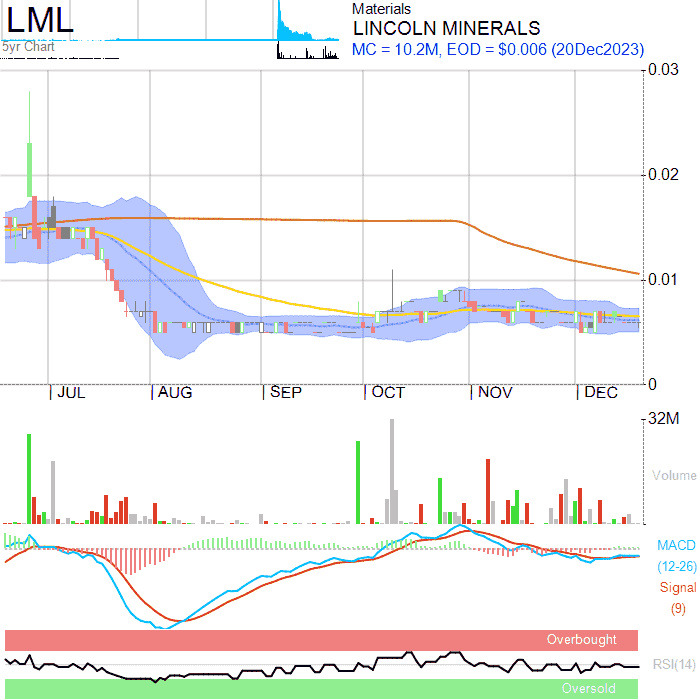 LML
5yr Chart
Materials
LINCOLN MINERALS
MC = 10.2M, EOD = $0.006 (20Dec2023)
0.03
0.02
0.01
0
JUL AUG SEP OCT NOV DEC
32M
Volume
MACD
(12-26)
Signal
(9)
Overbought
RSI(14)
Oversold